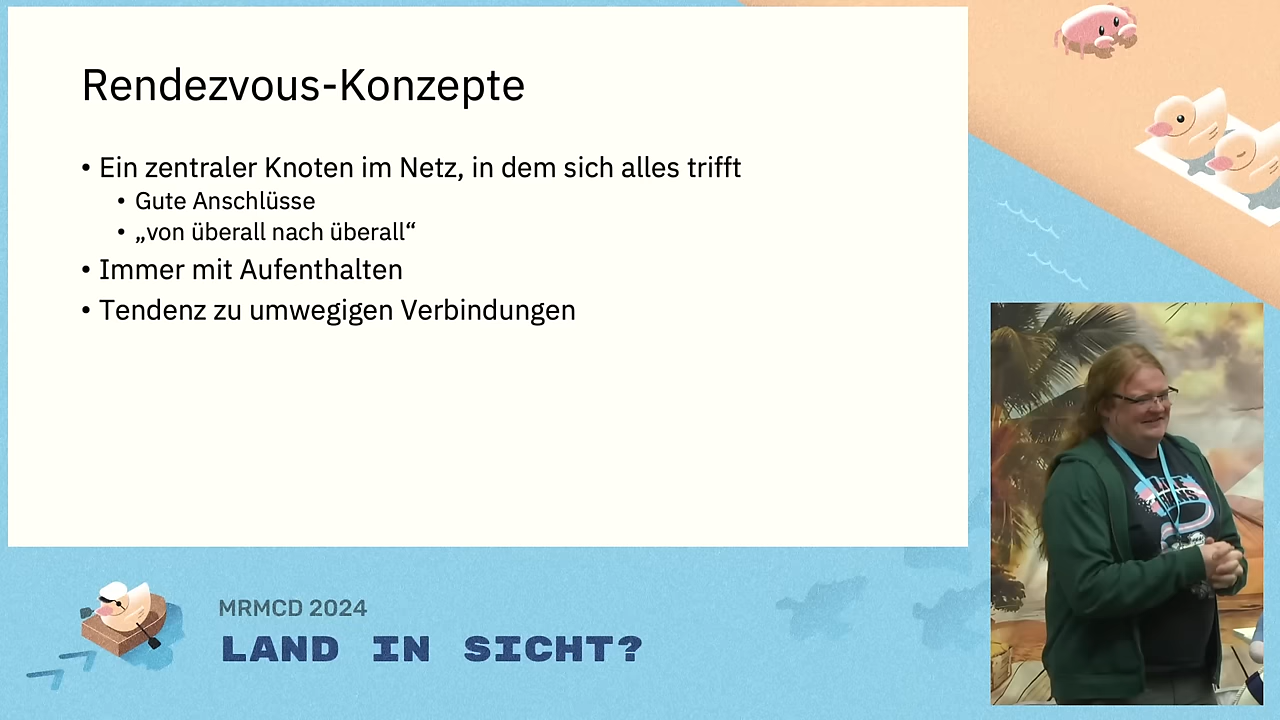 Rendezvous-Konzepte
• Ein zentraler Knoten im Netz, in dem sich alles trifft
• Gute Anschlüsse
• „von überall nach überall“
• Immer mit Aufenthalten
• Tendenz zu umwegigen Verbindungen
MRMCD 2024
LAND IN SICHT?